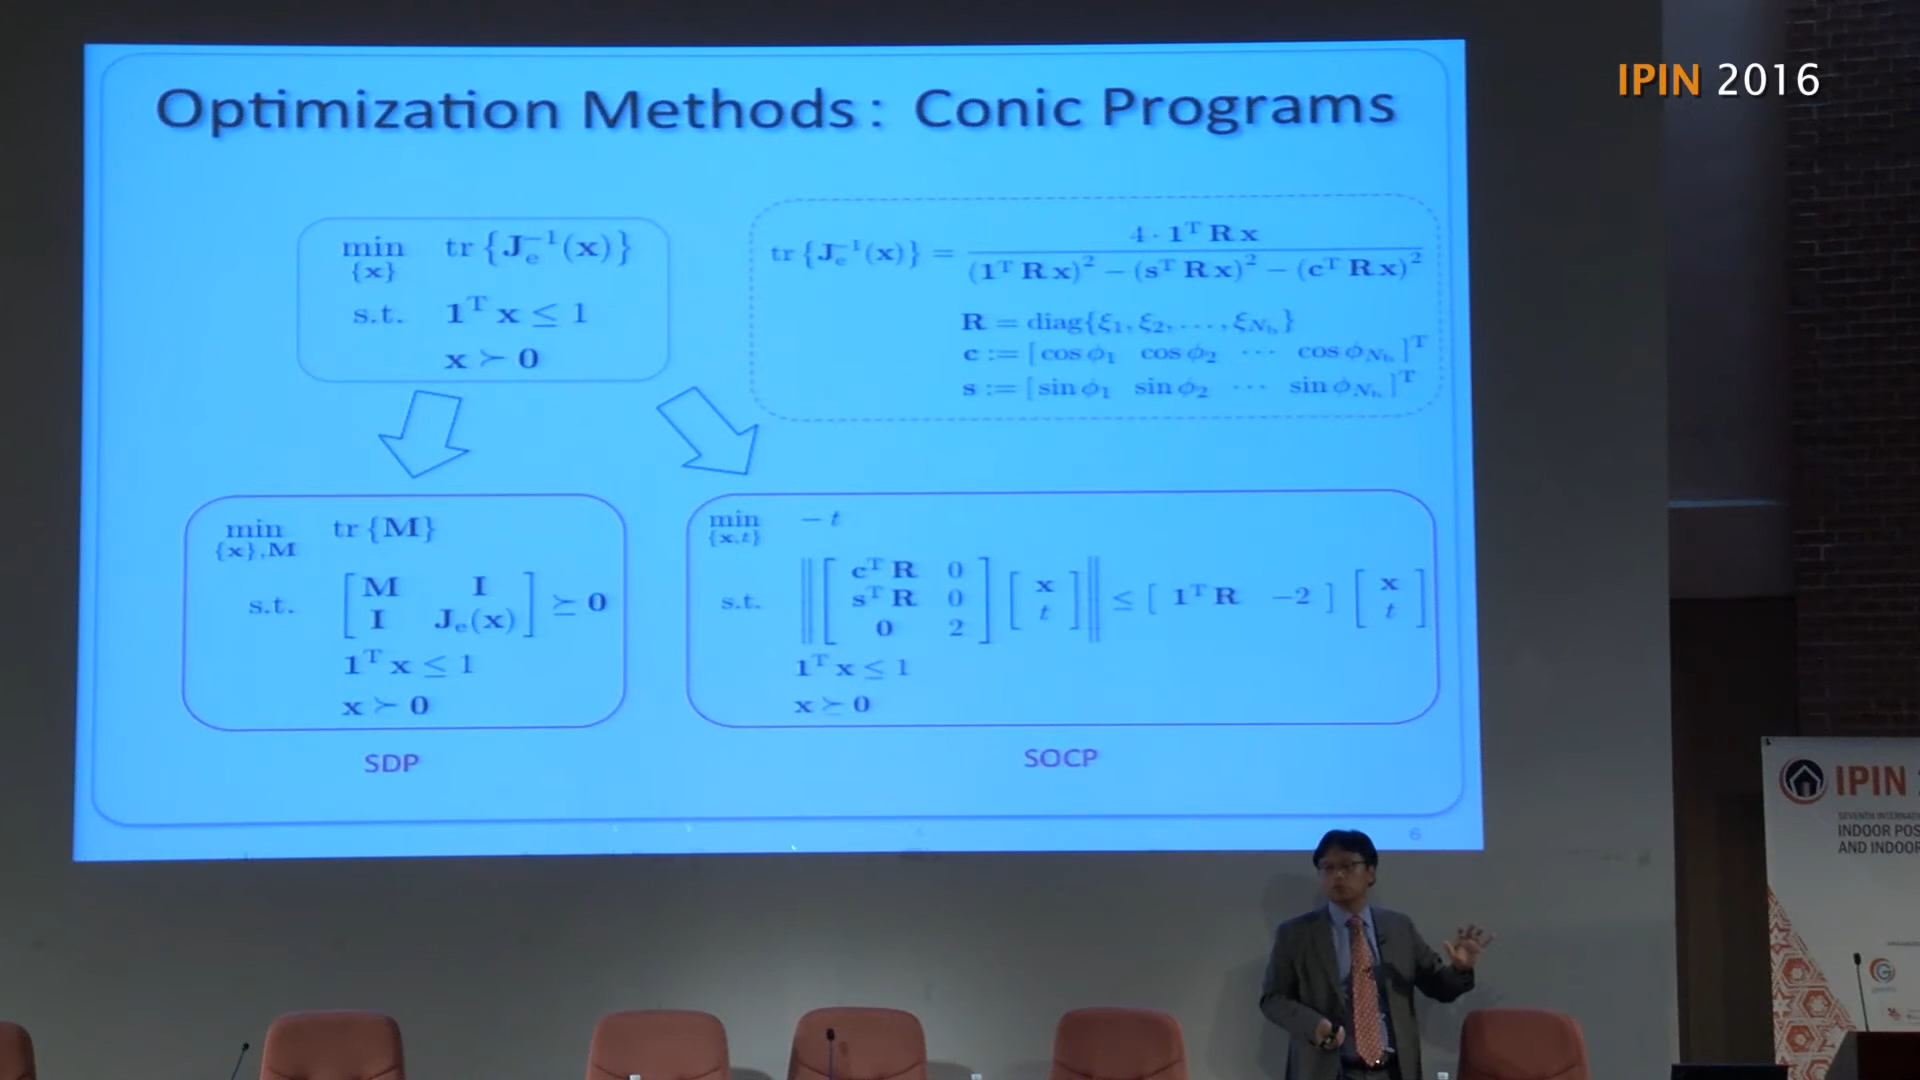 IPIN 2016
Optimization Methods: Conic Programs
min tr {J_e^{-1}(x)}
{x}
s.t. 1^T x ≤ 1
x ≻ 0
tr {J_e^{-1}(x)} = 4 · 1^T R x / ((1^T R x)^2 − (s^T R x)^2 − (c^T R x)^2)
R = diag{ξ_1, ξ_2, …, ξ_{N_b}}
c := [cos ϕ_1 cos ϕ_2 ⋯ cos ϕ_{N_b}]^T
s := [sin ϕ_1 sin ϕ_2 ⋯ sin ϕ_{N_b}]^T
min tr {M}
{x},M
s.t. [M I; I J_e(x)] ⪰ 0
1^T x ≤ 1
x ≻ 0
SDP
min −t
{x,t}
s.t. ‖[c^T R 0; s^T R 0; 0 2] [x; t]‖ ≤ [1^T R −2] [x; t]
1^T x ≤ 1
x ⪰ 0
SOCP
6
IPIN
SEVENTH
INDOOR
AND INDOOR